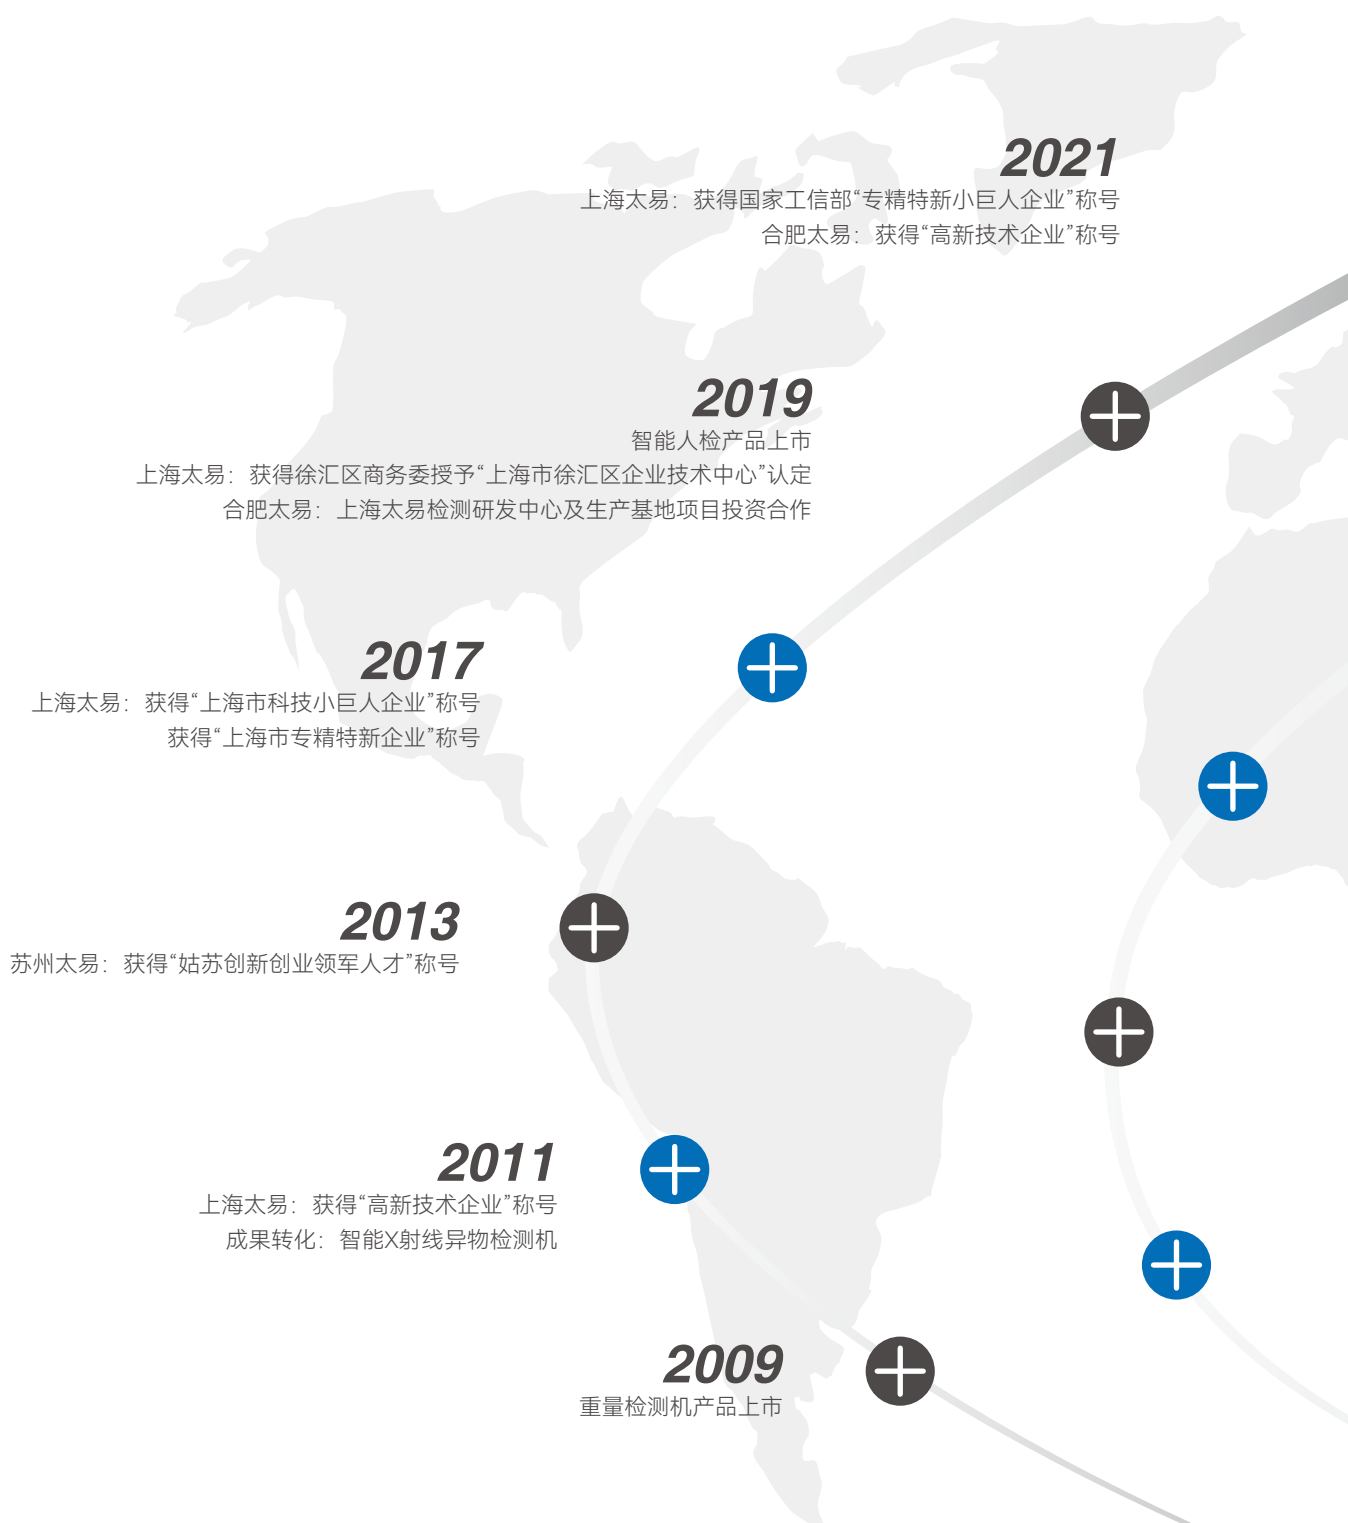 2021
上海太易：获得国家工信部“专精特新小巨人企业”称号
合肥太易：获得“高新技术企业”称号
2019
智能人检产品上市
上海太易：获得徐汇区商务委授予“上海市徐汇区企业技术中心”认定
合肥太易：上海太易检测研发中心及生产基地项目投资合作
2017
上海太易：获得“上海市科技小巨人企业”称号
获得“上海市专精特新企业”称号
2013
苏州太易：获得“姑苏创新创业领军人才”称号
2011
上海太易：获得“高新技术企业”称号
成果转化：智能X射线异物检测机
2009
重量检测机产品上市